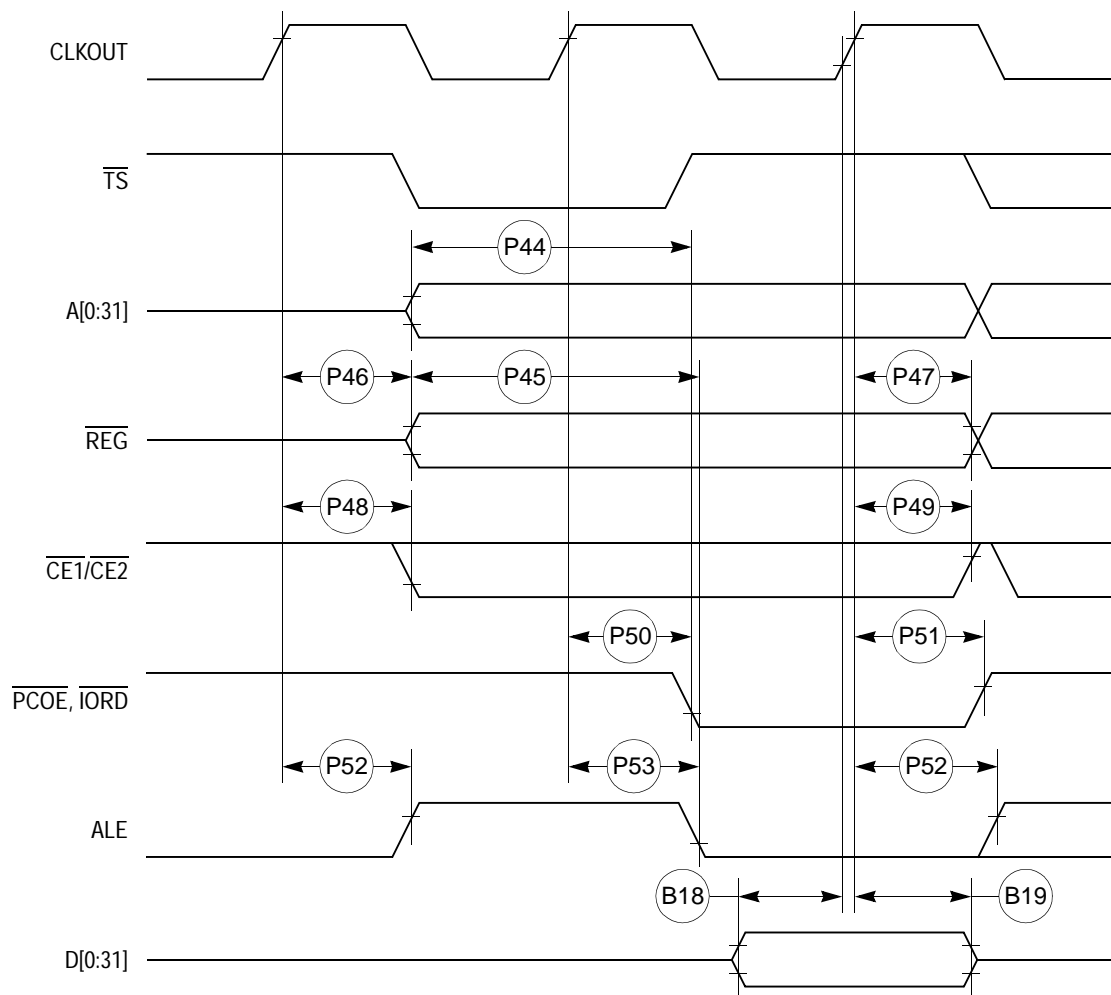 CLKOUT
TS
P44
A[0:31]
P46 P45 P47
REG
P48 P49
CE1/CE2
P50 P51
PCOE, IORD
P52 P53 P52
ALE
B18 B19
D[0:31]